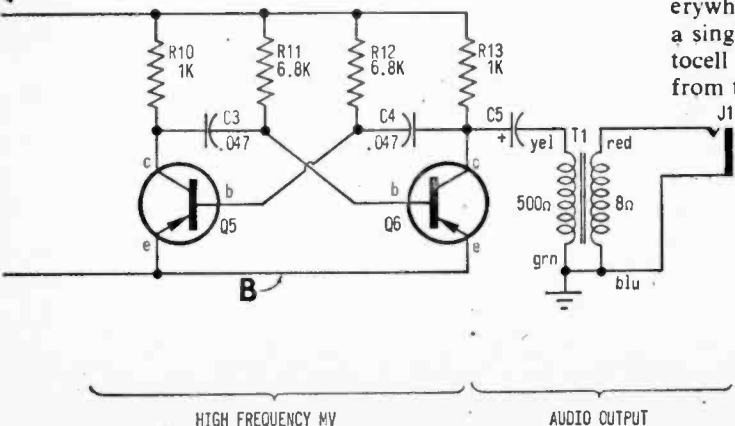 erywh
a sing
tocell
from t
R10
1K
R11
6.8K
R12
6.8K
R13
1K
C3
.047
C4
.047
C5
+
yel
T1
red
J1
c
b
e
Q5
b
c
e
Q6
500Ω
8Ω
grn
blu
B
HIGH FREQUENCY MV
AUDIO OUTPUT